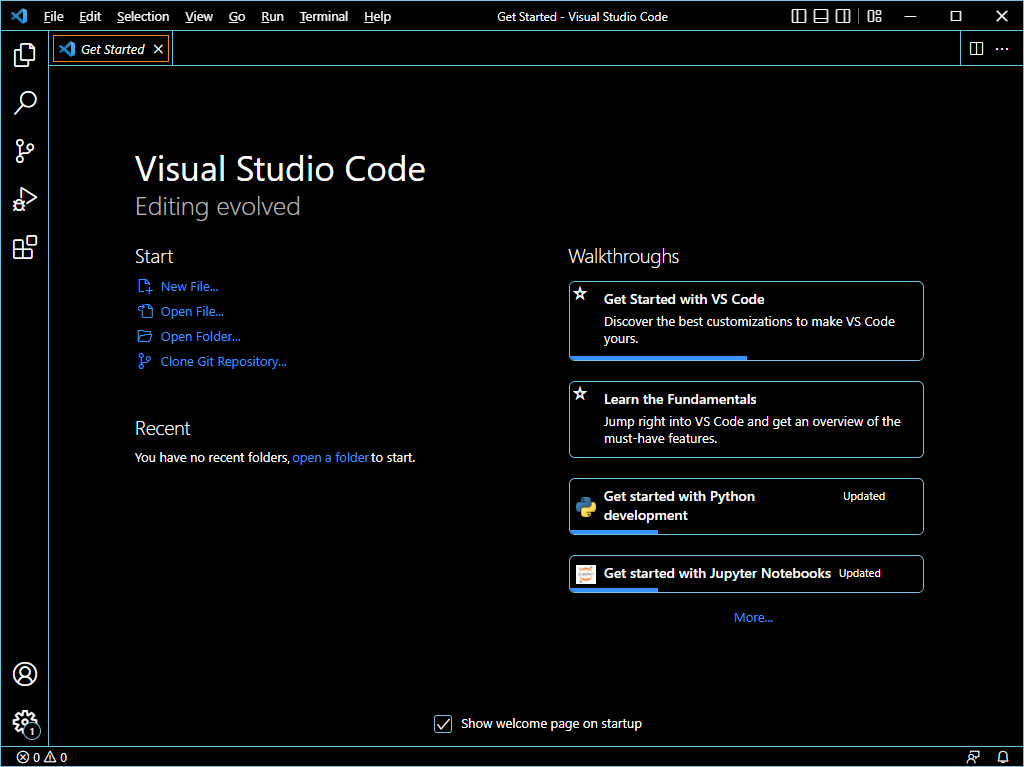 File Edit Selection View Go Run Terminal Help Get Started - Visual Studio Code
Get Started
Visual Studio Code
Editing evolved
Start
New File...
Open File...
Open Folder...
Clone Git Repository...
Recent
You have no recent folders, open a folder to start.
Walkthroughs
Get Started with VS Code
Discover the best customizations to make VS Code
yours.
Learn the Fundamentals
Jump right into VS Code and get an overview of the
must-have features.
Get started with Python Updated
development
Get started with Jupyter Notebooks Updated
More...
Show welcome page on startup
1
0 0